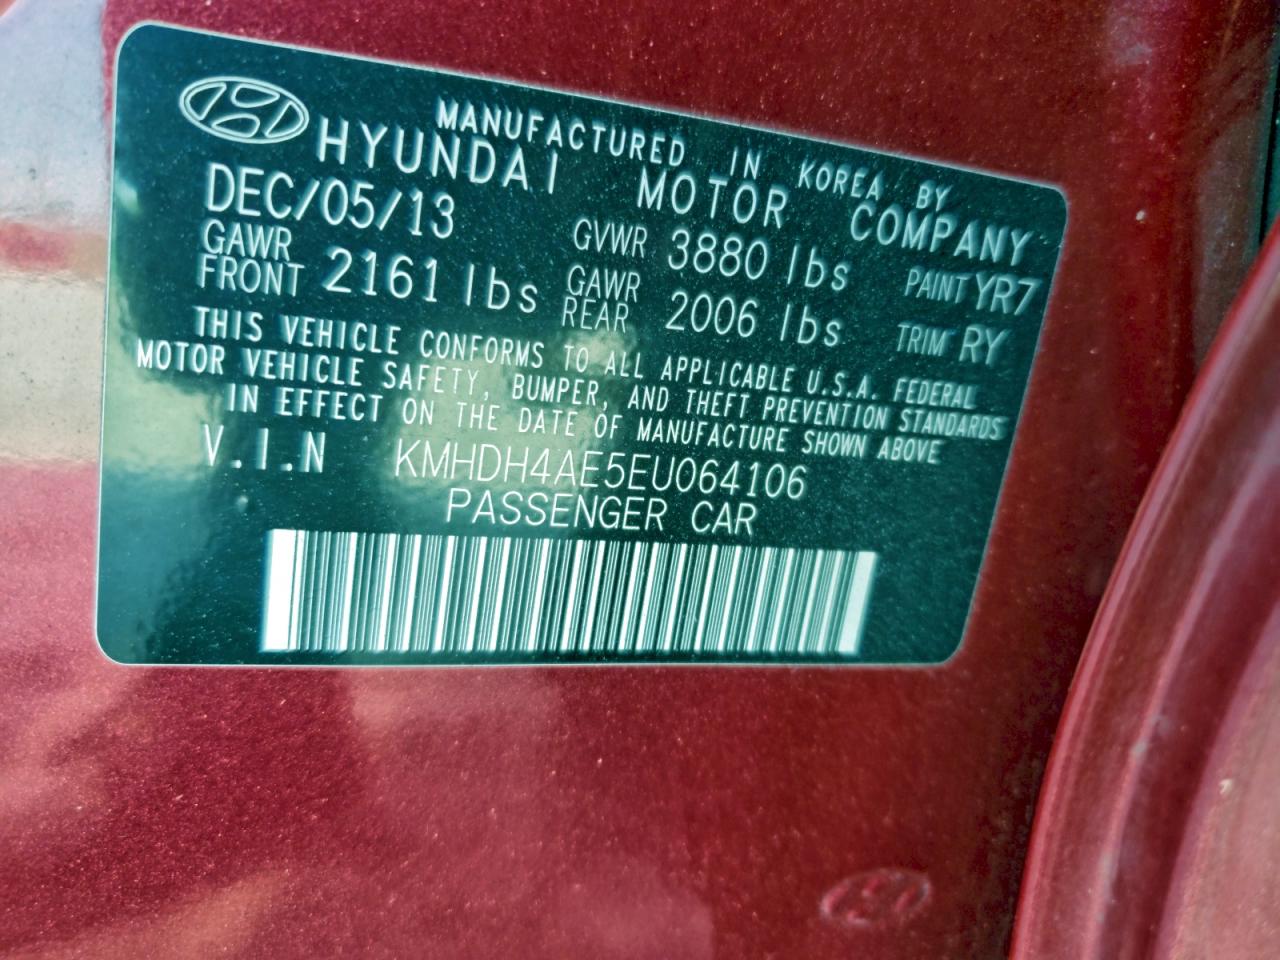 MANUFACTURED IN KOREA BY
HYUNDAI MOTOR COMPANY
DEC/05/13 GVWR 3880 lbs PAINT YR7
GAWR FRONT 2161 lbs GAWR REAR 2006 lbs TRIM RY
THIS VEHICLE CONFORMS TO ALL APPLICABLE U.S.A. FEDERAL
MOTOR VEHICLE SAFETY, BUMPER, AND THEFT PREVENTION STANDARDS
IN EFFECT ON THE DATE OF MANUFACTURE SHOWN ABOVE
V.I.N KMHDH4AE5EU064106
PASSENGER CAR